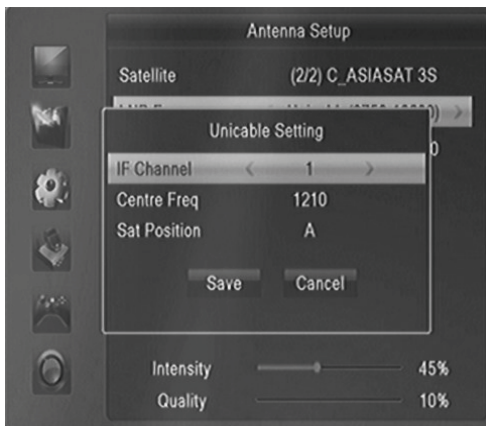 Antenna Setup
Satellite (2/2) C_ASIASAT 3S
Unicable Setting
IF Channel < 1 >
Centre Freq 1210
Sat Position A
Save Cancel
Intensity 45%
Quality 10%